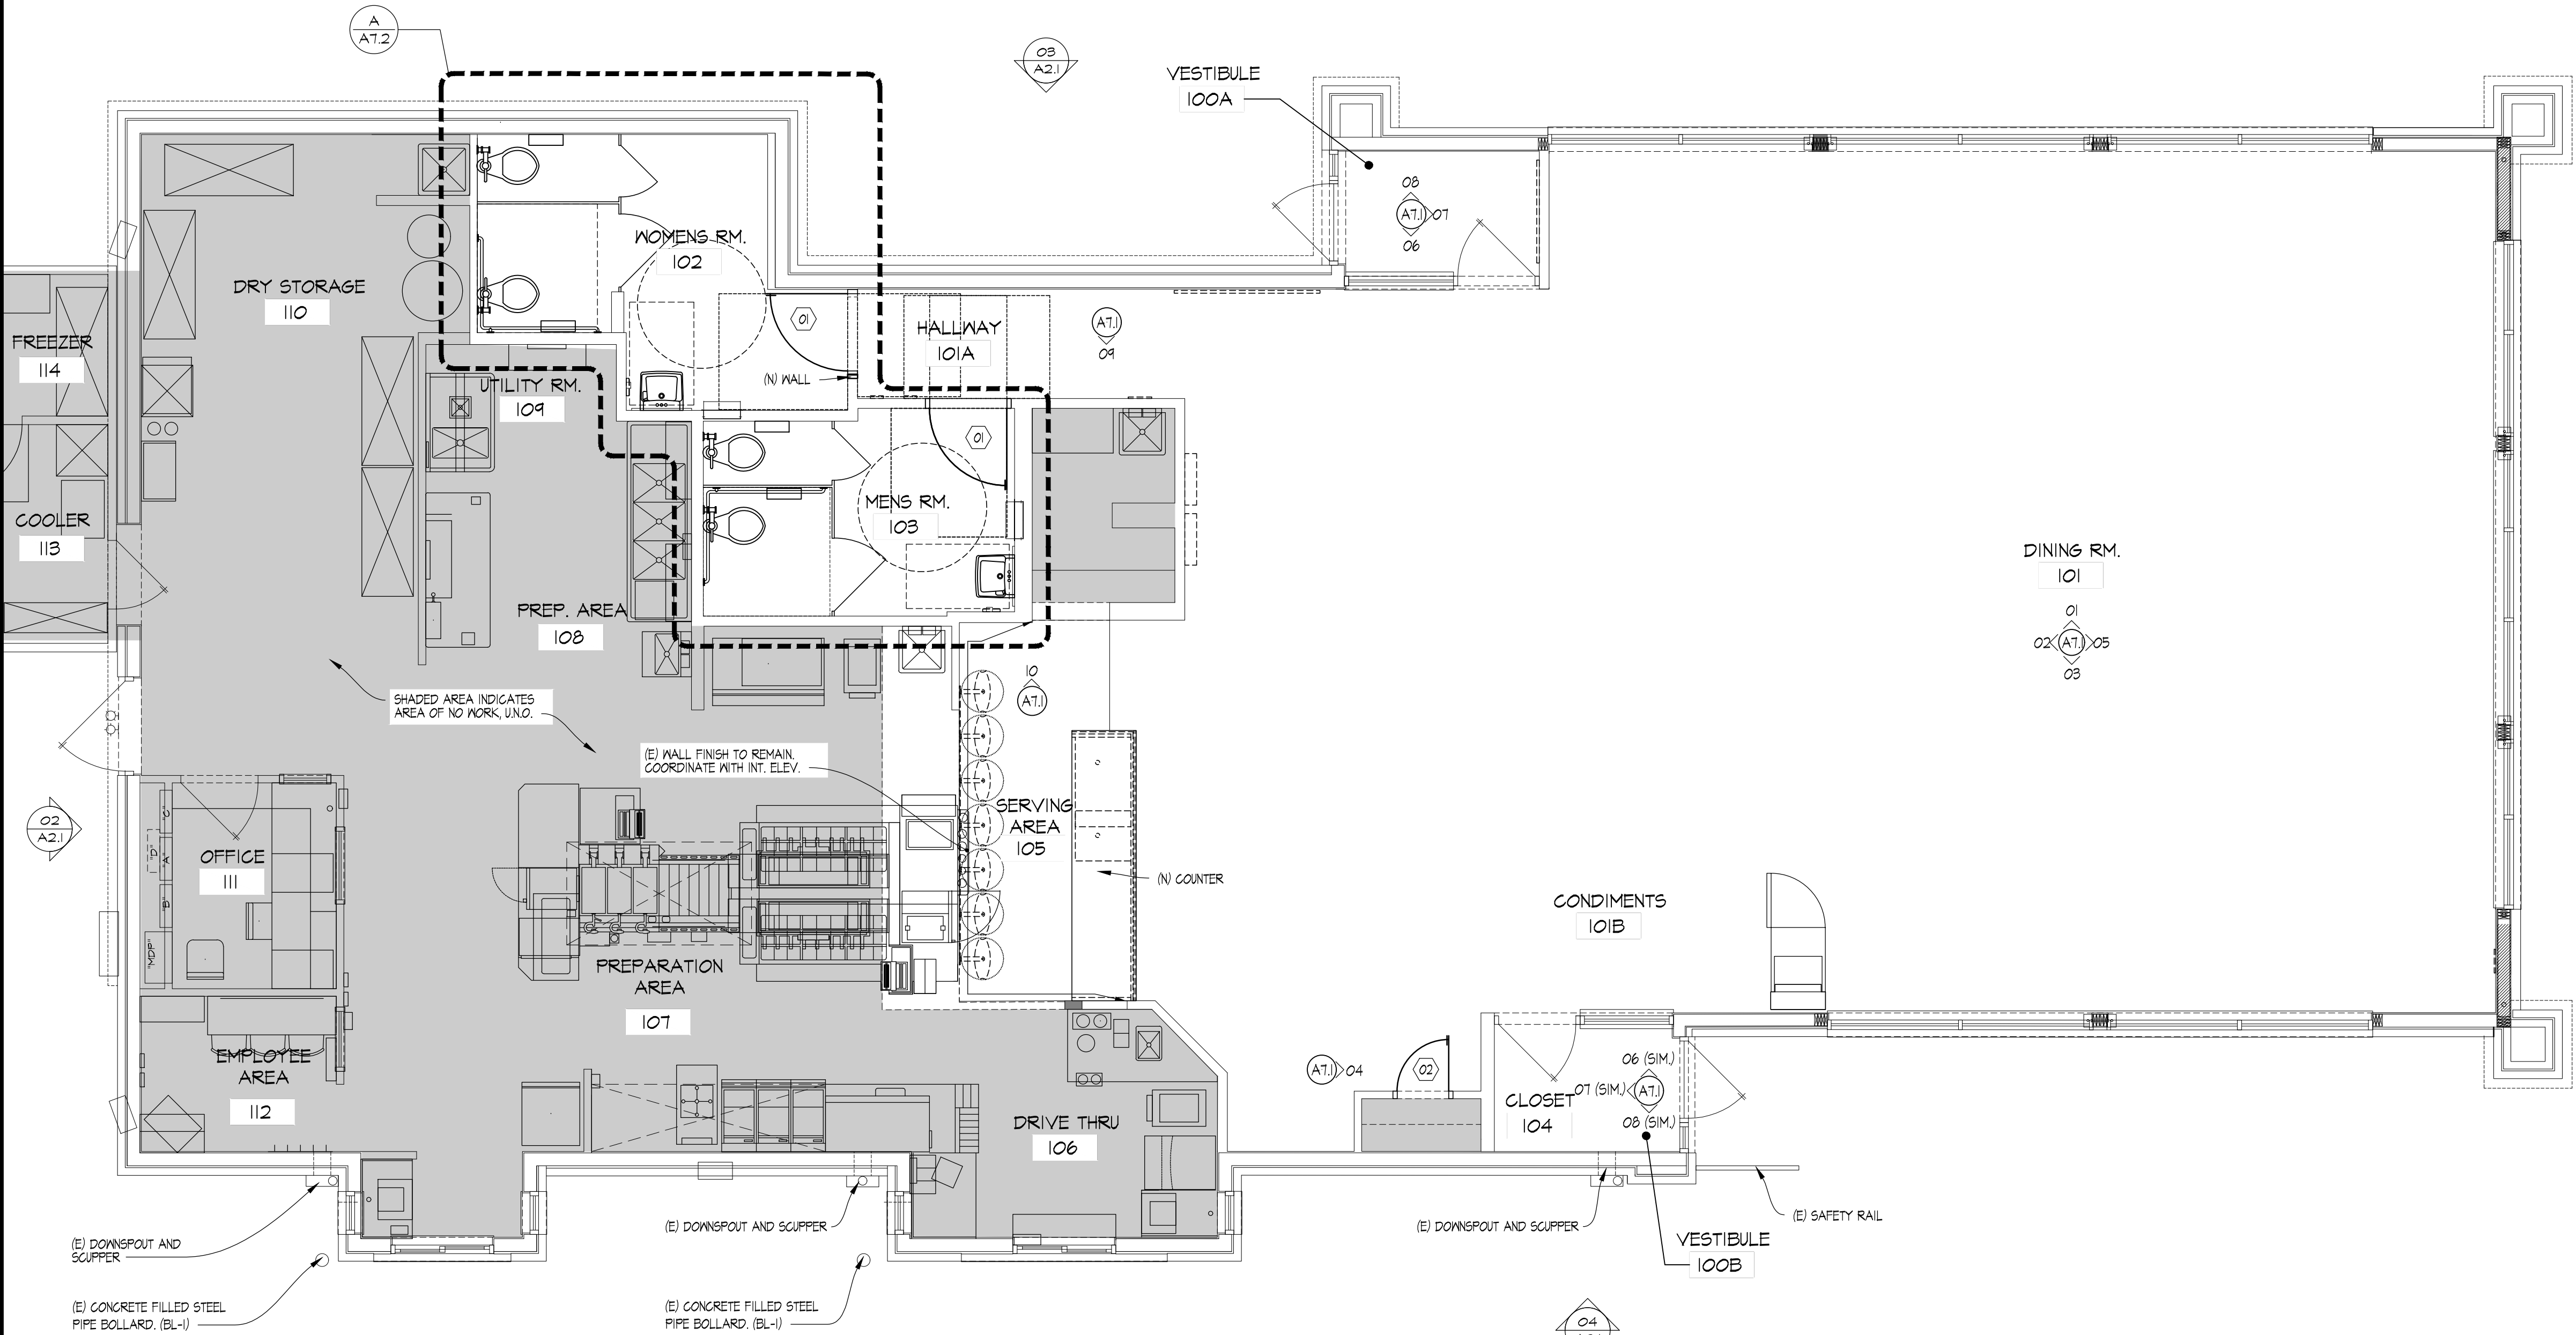 A
A7.2
03
A2.1
VESTIBULE
100A
08
A7.1
07
06
WOMENS RM.
102
DRY STORAGE
110
01
HALLWAY
101A
A7.1
09
FREEZER
114
(N) WALL
UTILITY RM.
109
01
MENS RM.
103
COOLER
113
DINING RM.
101
01
02
A7.1
05
03
PREP. AREA
108
10
A7.1
SHADED AREA INDICATES
AREA OF NO WORK, U.N.O.
(E) WALL FINISH TO REMAIN.
COORDINATE WITH INT. ELEV.
SERVING
AREA
105
02
A2.1
"C"
"D"
"A"
"B"
"MDP"
OFFICE
111
(N) COUNTER
CONDIMENTS
101B
PREPARATION
AREA
107
EMPLOYEE
AREA
112
A7.1
04
02
06 (SIM.)
07 (SIM.)
A7.1
08 (SIM.)
CLOSET
104
DRIVE THRU
106
(E) DOWNSPOUT AND
SCUPPER
(E) DOWNSPOUT AND SCUPPER
(E) DOWNSPOUT AND SCUPPER
(E) SAFETY RAIL
VESTIBULE
100B
(E) CONCRETE FILLED STEEL
PIPE BOLLARD. (BL-1)
(E) CONCRETE FILLED STEEL
PIPE BOLLARD. (BL-1)
04